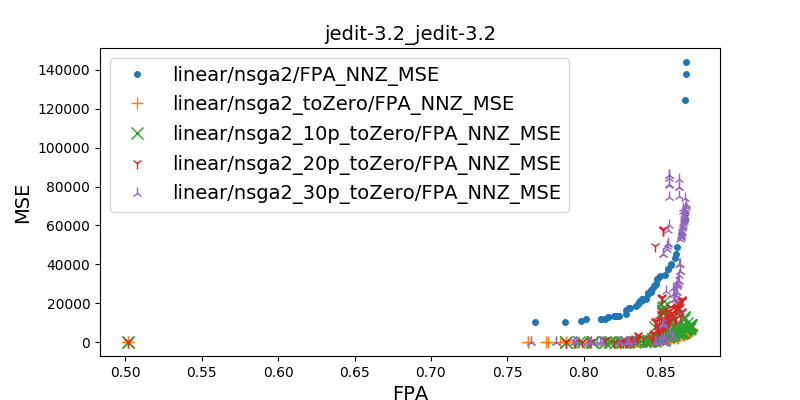 jedit-3.2_jedit-3.2
linear/nsga2/FPA_NNZ_MSE
linear/nsga2_toZero/FPA_NNZ_MSE
linear/nsga2_10p_toZero/FPA_NNZ_MSE
linear/nsga2_20p_toZero/FPA_NNZ_MSE
linear/nsga2_30p_toZero/FPA_NNZ_MSE
MSE
140000
120000
100000
80000
60000
40000
20000
0
0.50 0.55 0.60 0.65 0.70 0.75 0.80 0.85
FPA